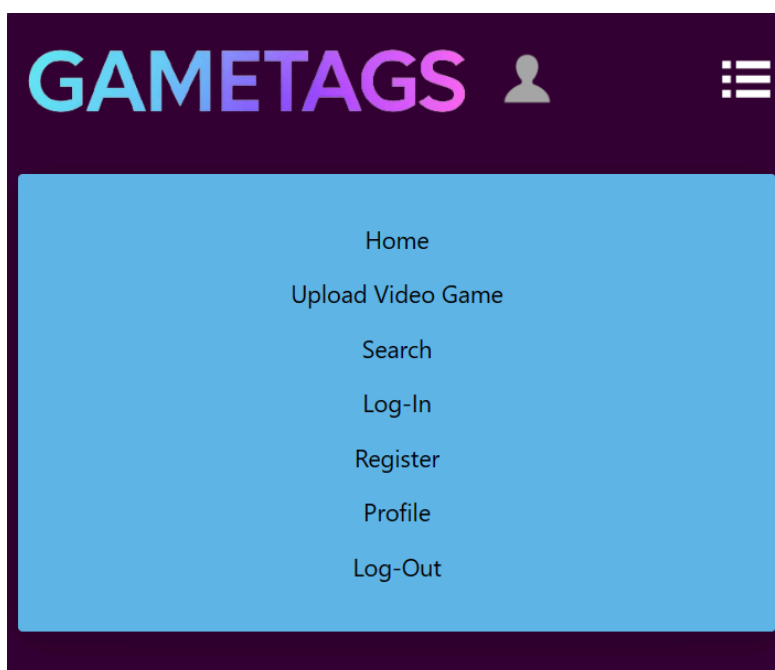 GAMETAGS
Home
Upload Video Game
Search
Log-In
Register
Profile
Log-Out